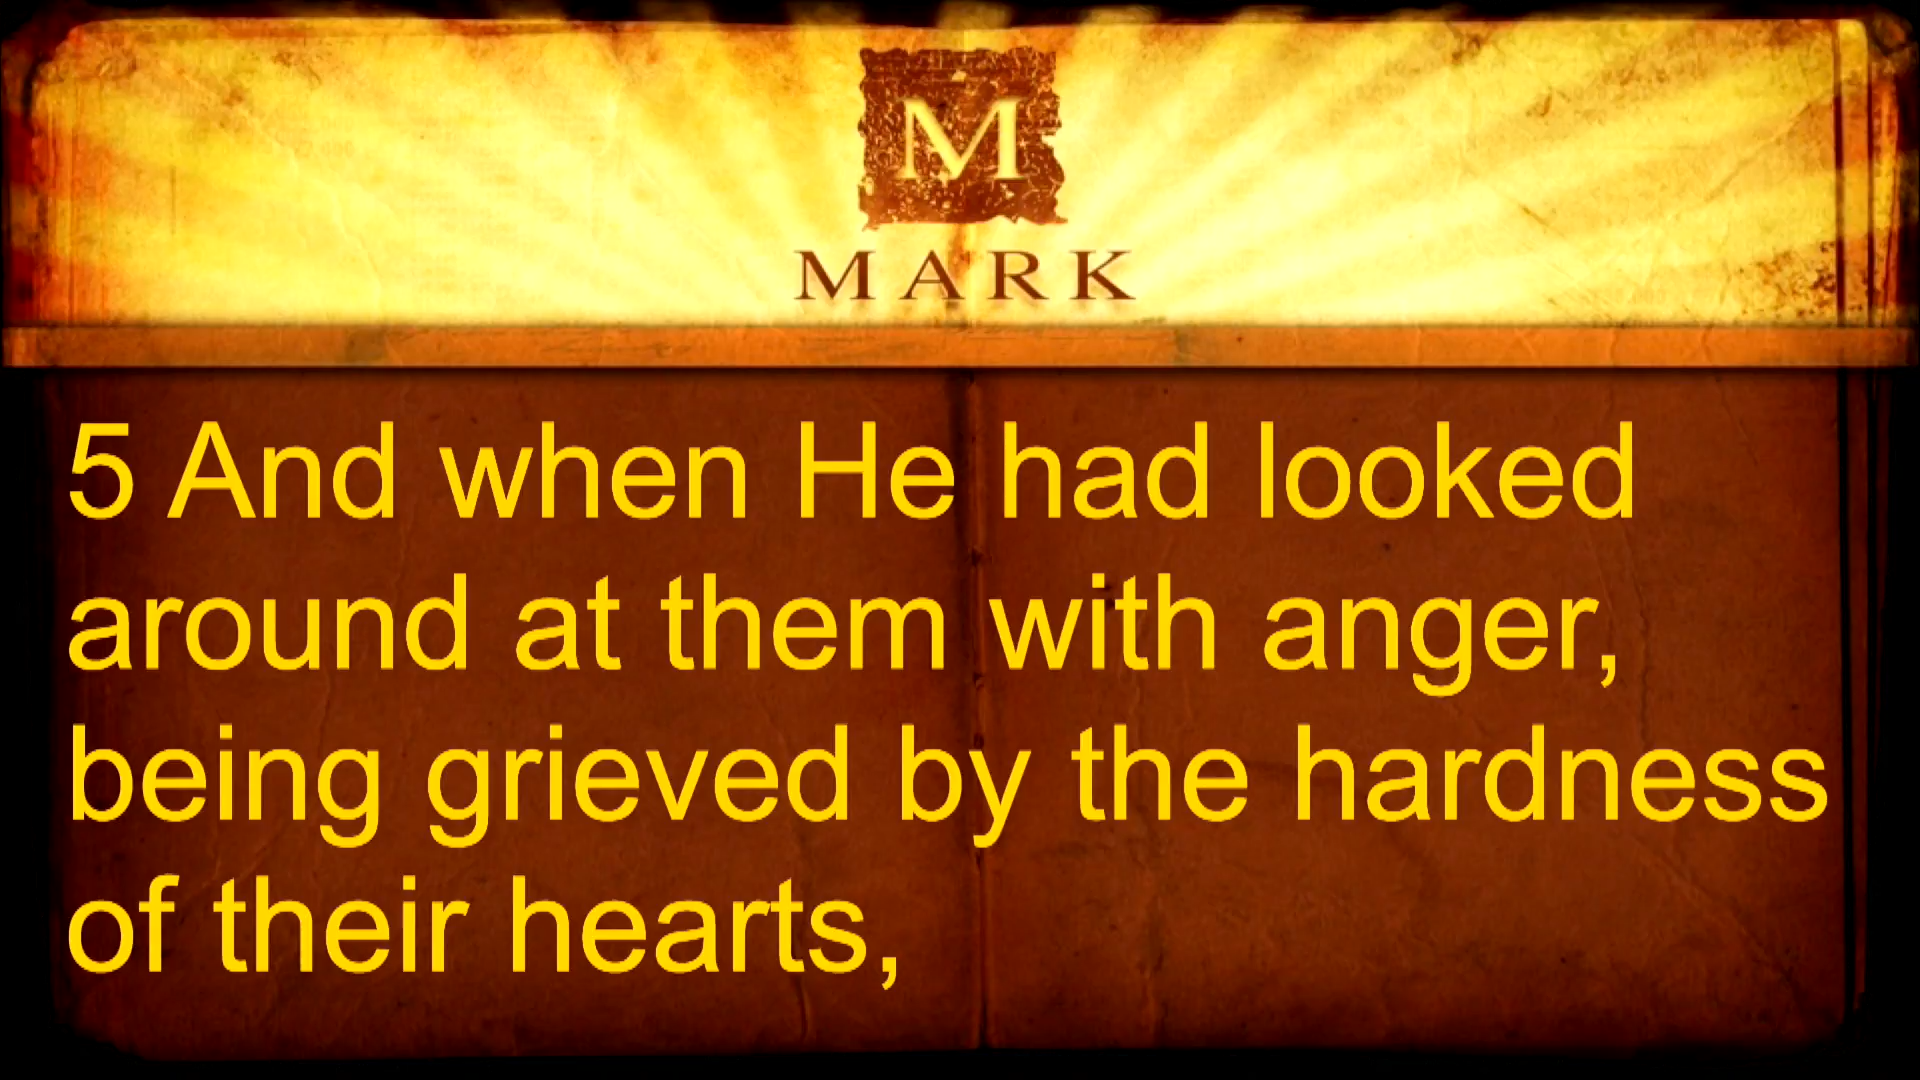 M
MARK
5 And when He had looked
around at them with anger,
being grieved by the hardness
of their hearts,